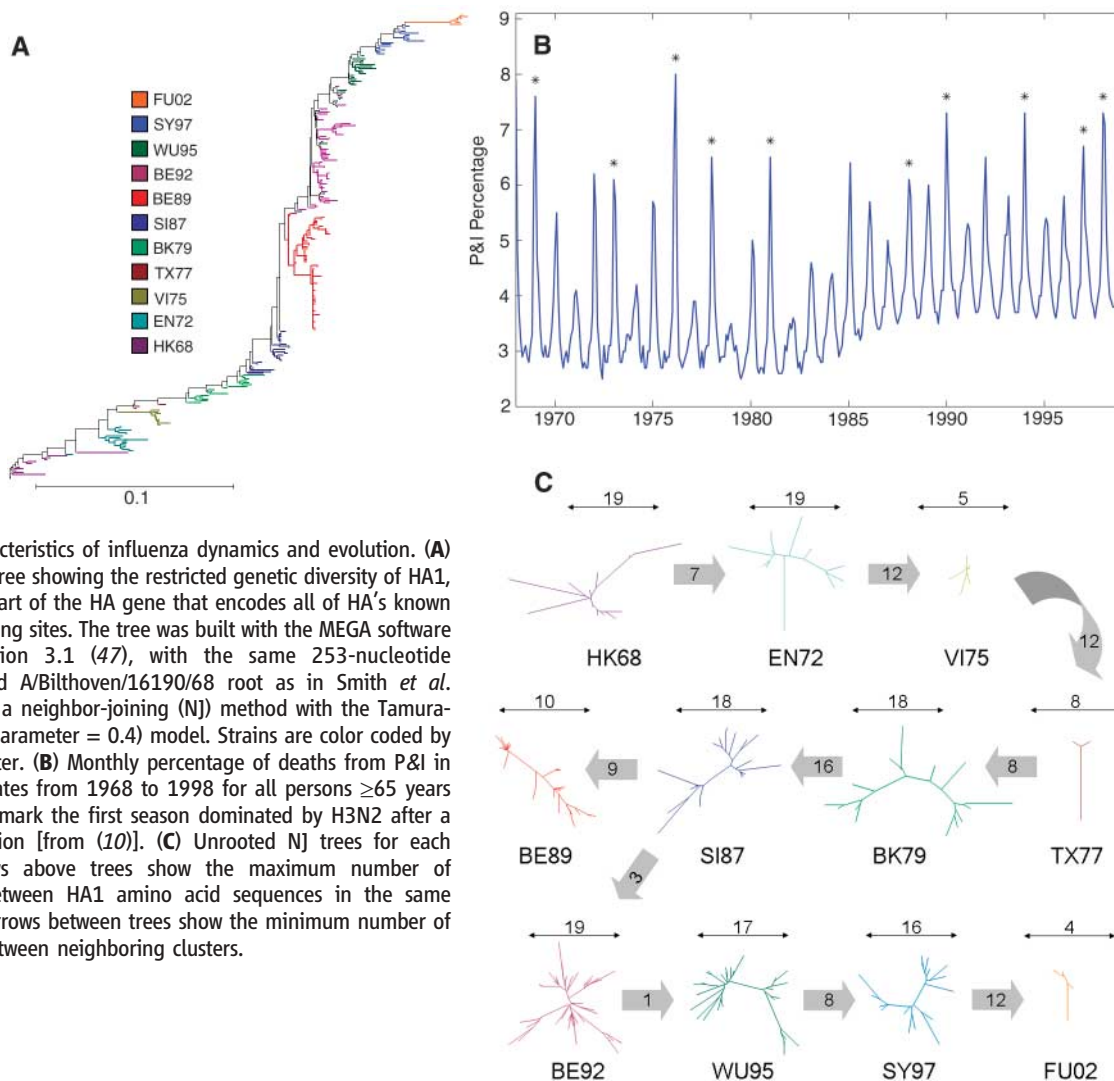 A
FU02
SY97
WU95
BE92
BE89
SI87
BK79
TX77
VI75
EN72
HK68
0.1
B
P&I Percentage
9
8
7
6
5
4
3
2
* * * * * * * * * *
1970 1975 1980 1985 1990 1995
cteristics of influenza dynamics and evolution. (A)
ree showing the restricted genetic diversity of HA1,
art of the HA gene that encodes all of HA's known
ng sites. The tree was built with the MEGA software
ion 3.1 (47), with the same 253-nucleotide
d A/Bilthoven/16190/68 root as in Smith et al.
a neighbor-joining (NJ) method with the Tamura-
arameter = 0.4) model. Strains are color coded by
ter. (B) Monthly percentage of deaths from P&I in
ates from 1968 to 1998 for all persons ≥65 years
mark the first season dominated by H3N2 after a
ion [from (10)]. (C) Unrooted NJ trees for each
s above trees show the maximum number of
etween HA1 amino acid sequences in the same
rrows between trees show the minimum number of
tween neighboring clusters.
C
19 19 5
7 12
HK68 EN72 VI75
12
10 18 18 8
9 16 8
BE89 SI87 BK79 TX77
3
19 17 16 4
1 8 12
BE92 WU95 SY97 FU02